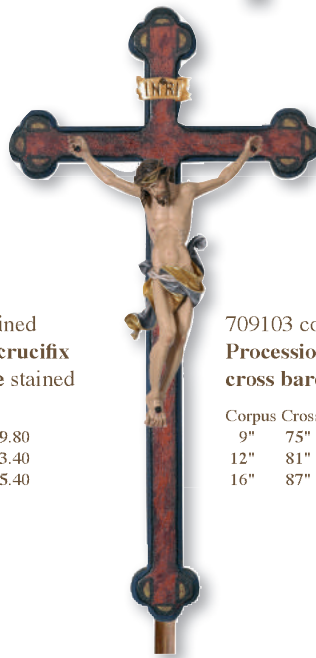 INRI
ined
crucifix
e stained
9.80
3.40
5.40
709103 co
Processio
cross bar
Corpus Cross
9" 75"
12" 81"
16" 87"